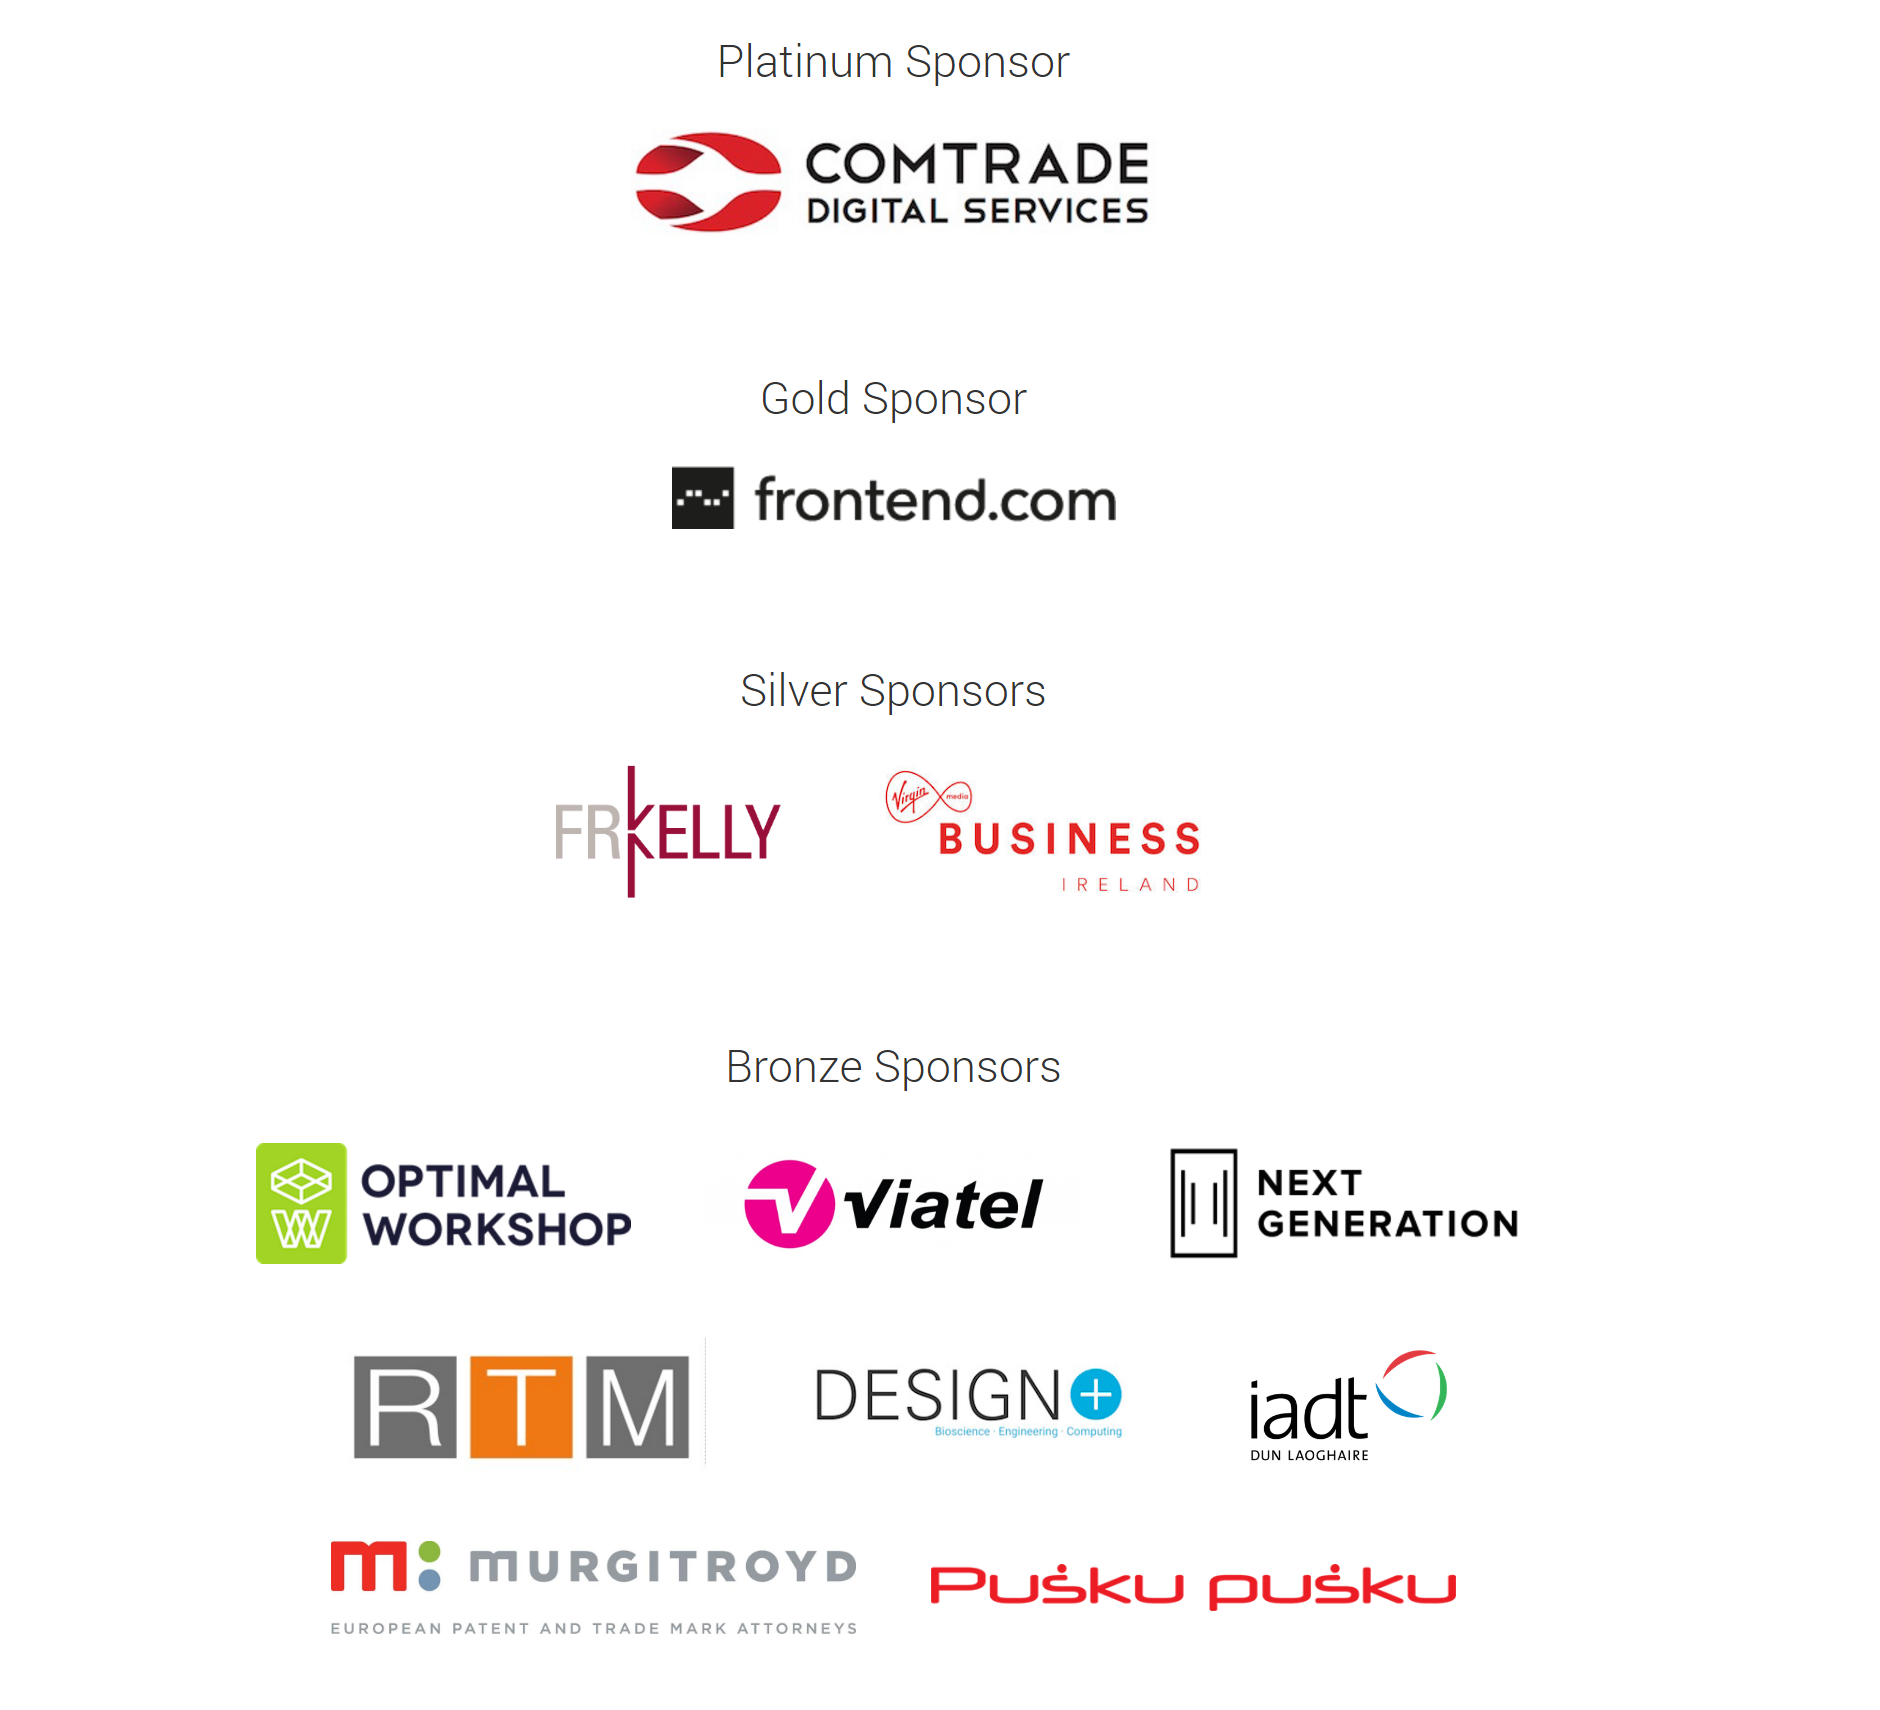 Platinum Sponsor
COMTRADE
DIGITAL SERVICES
Gold Sponsor
frontend.com
Silver Sponsors
FRKELLY
Virgin media
BUSINESS
IRELAND
Bronze Sponsors
OPTIMAL
WORKSHOP
Viatel
NEXT
GENERATION
RTM
DESIGN+
Bioscience · Engineering · Computing
iadt
DUN LAOGHAIRE
m: MURGITROYD
EUROPEAN PATENT AND TRADE MARK ATTORNEYS
Puṡku puṡku